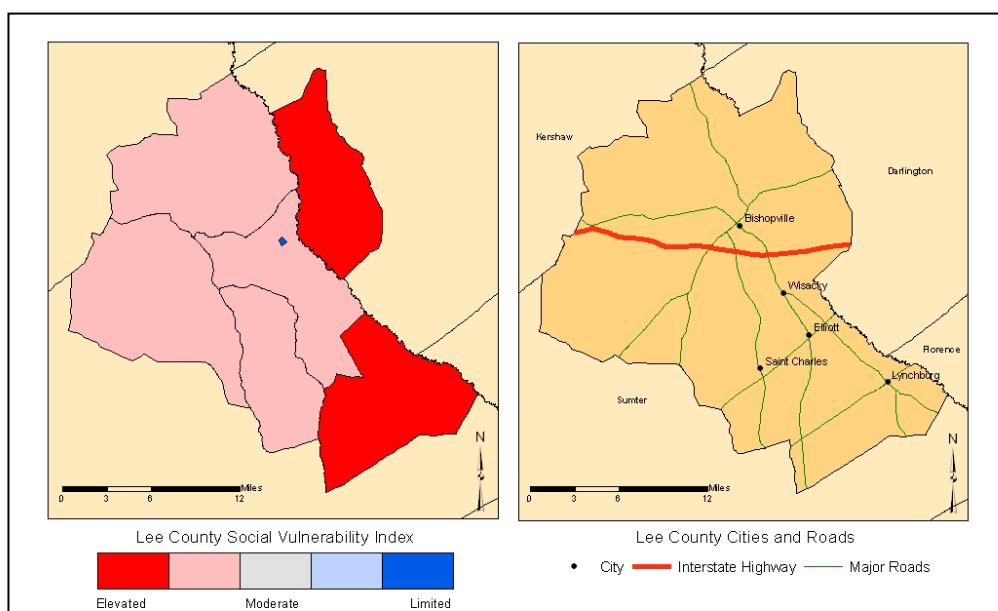 N
Miles
0 3 6 12
Lee County Social Vulnerability Index
Elevated Moderate Limited
Kershaw
Darlington
Bishopville
Wisacky
Elliott
Florence
Saint Charles
Lynchburg
Sumter
N
Miles
0 3 6 12
Lee County Cities and Roads
City Interstate Highway Major Roads